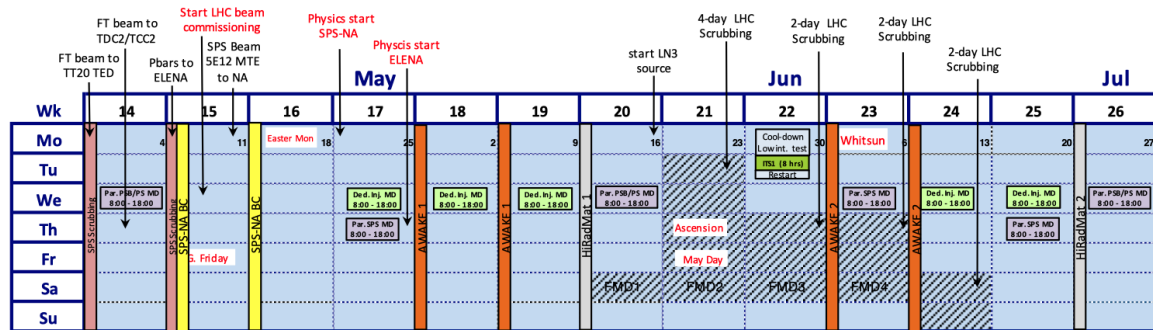 FT beam to
TDC2/TCC2
Start LHC beam
commissioning
Physics start
SPS-NA
4-day LHC
Scrubbing
2-day LHC
Scrubbing
2-day LHC
Scrubbing
FT beam to
TT20 TED
Pbars to
ELENA
SPS Beam
5E12 MTE
to NA
Physcis start
ELENA
start LN3
source
2-day LHC
Scrubbing
May
Jun
Jul
Wk 14 15 16 17 18 19 20 21 22 23 24 25 26
Mo 4 11 Easter Mon 18 25 2 9 16 23 Cool-down 30 Whitsun 6 13 20 27
Low int. test
Tu ITS1 (8 hrs)
Restart
We Par. PSB/PS MD Ded. Inj. MD Ded. Inj. MD Ded. Inj. MD Par. PSB/PS MD Par. SPS MD Ded. Inj. MD Ded. Inj. MD Par. PSB/PS MD
8:00 - 18:00 8:00 - 18:00 8:00 - 18:00 8:00 - 18:00 8:00 - 18:00 8:00 - 18:00 8:00 - 18:00 8:00 - 18:00 8:00 - 18:00
Th Par. SPS MD Ascension Par. SPS MD
8:00 - 18:00 8:00 - 18:00
Fr G. Friday May Day
Sa FMD1 FMD2 FMD3 FMD4
Su
SPS Scrubbing
SPS Scrubbing
SPS-NA BC
SPS-NA BC
AWAKE 1
AWAKE 1
HiRadMat 1
AWAKE 2
AWAKE 2
HiRadMat 2